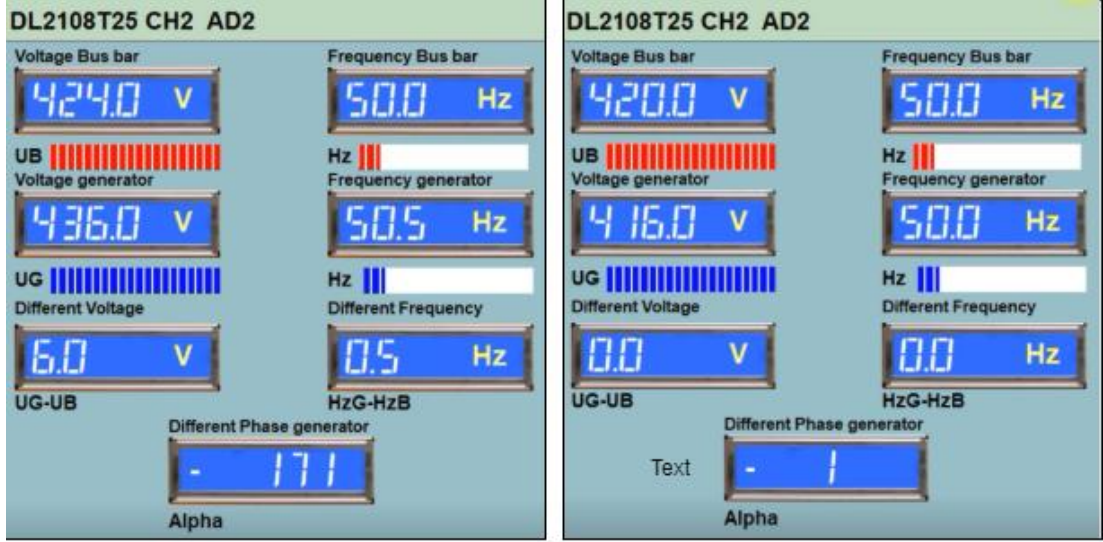 DL2108T25 CH2 AD2
Voltage Bus bar
Frequency Bus bar
424.0 V
50.0 Hz
UB
Hz
Voltage generator
Frequency generator
436.0 V
50.5 Hz
UG
Hz
Different Voltage
Different Frequency
6.0 V
0.5 Hz
UG-UB
HzG-HzB
Different Phase generator
- 171
Alpha
DL2108T25 CH2 AD2
Voltage Bus bar
Frequency Bus bar
420.0 V
50.0 Hz
UB
Hz
Voltage generator
Frequency generator
416.0 V
50.0 Hz
UG
Hz
Different Voltage
Different Frequency
0.0 V
0.0 Hz
UG-UB
HzG-HzB
Different Phase generator
Text
- 1
Alpha